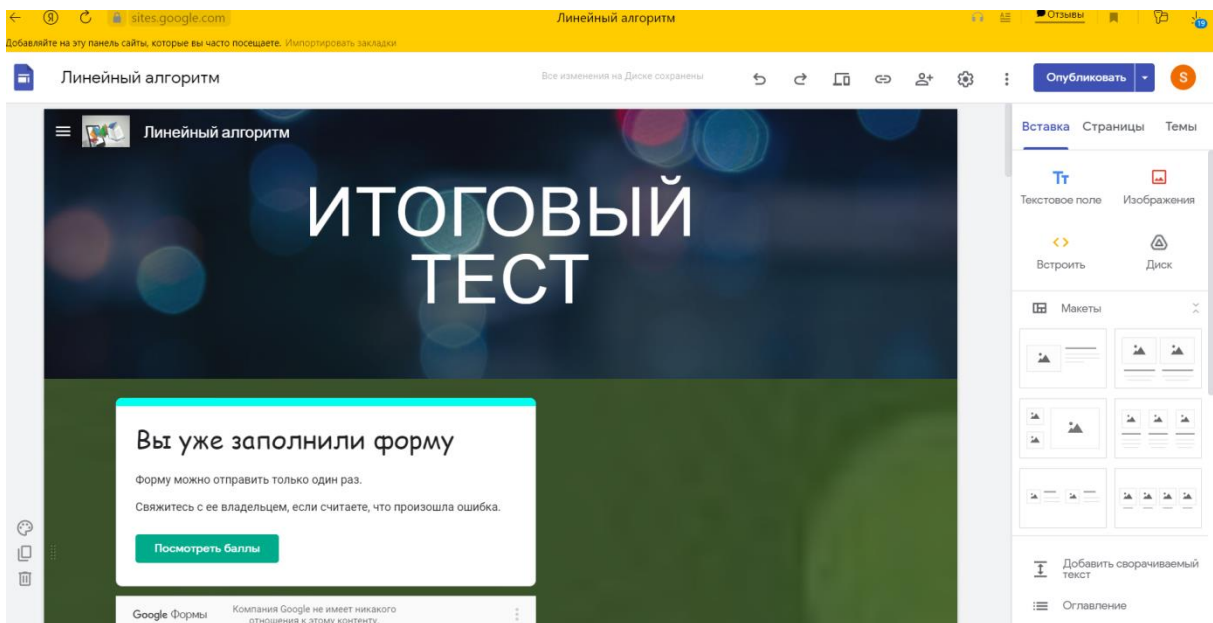 Я
sites.google.com
Линейный алгоритм
Отзывы
19
Добавляйте на эту панель сайты, которые вы часто посещаете. Импортировать закладки
Линейный алгоритм
Все изменения на Диске сохранены
Опубликовать
S
Линейный алгоритм
ИТОГОВЫЙ
ТЕСТ
Вы уже заполнили форму
Форму можно отправить только один раз.
Свяжитесь с ее владельцем, если считаете, что произошла ошибка.
Посмотреть баллы
Google Формы
Компания Google не имеет никакого
отношения к этому контенту.
Вставка Страницы Темы
Тт
Текстовое поле Изображения
Встроить Диск
Макеты
Добавить сворачиваемый
текст
Оглавление